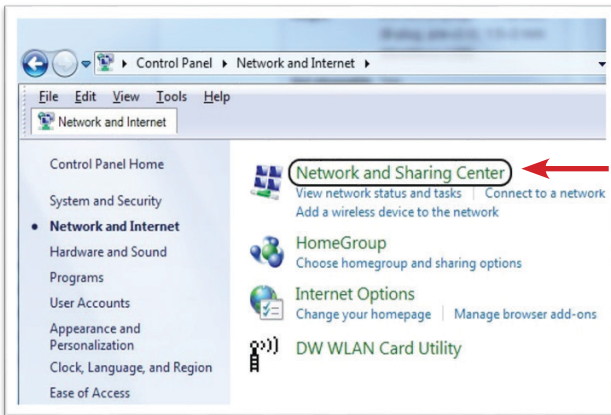 Control Panel Network and Internet
File Edit View Tools Help
Network and Internet
Control Panel Home
System and Security
Network and Internet
Hardware and Sound
Programs
User Accounts
Appearance and
Personalization
Clock, Language, and Region
Ease of Access
Network and Sharing Center
View network status and tasks Connect to a network
Add a wireless device to the network
HomeGroup
Choose homegroup and sharing options
Internet Options
Change your homepage Manage browser add-ons
DW WLAN Card Utility